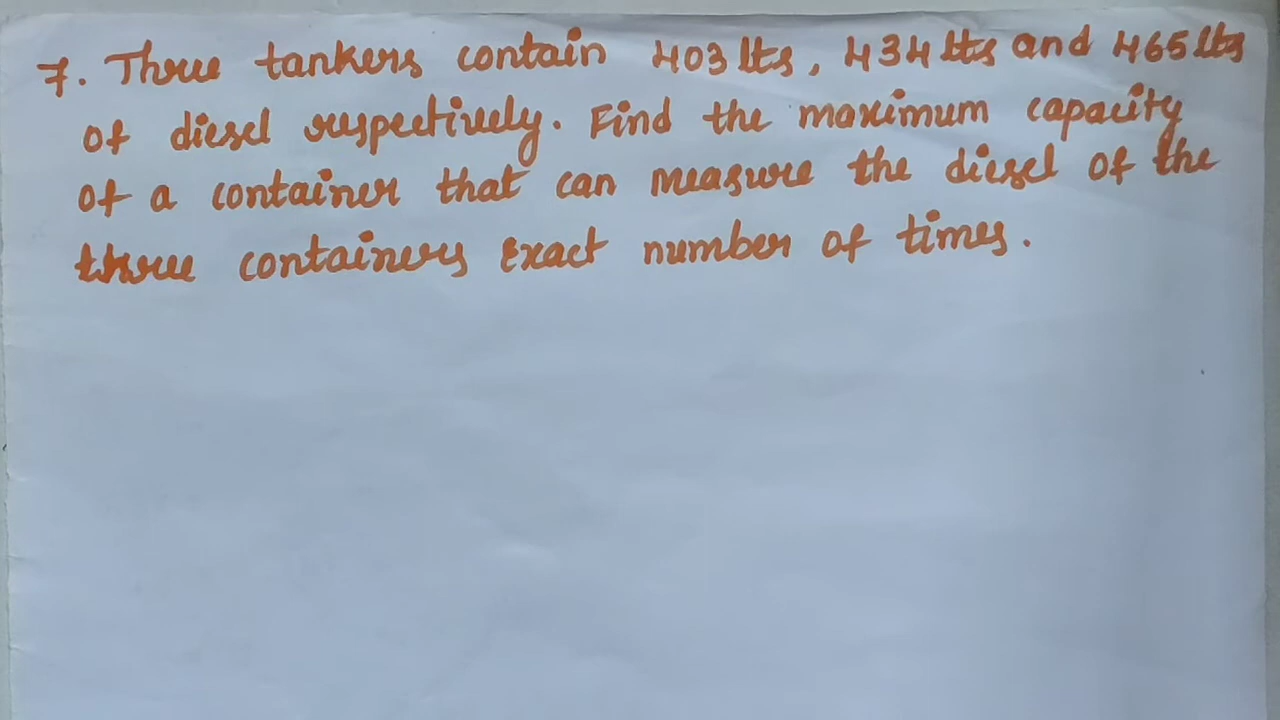 7. Three tankers contain 403 lts, 434 lts and 465 lts
of diesel respectively. Find the maximum capacity
of a container that can measure the diesel of the
three containers Exact number of times.